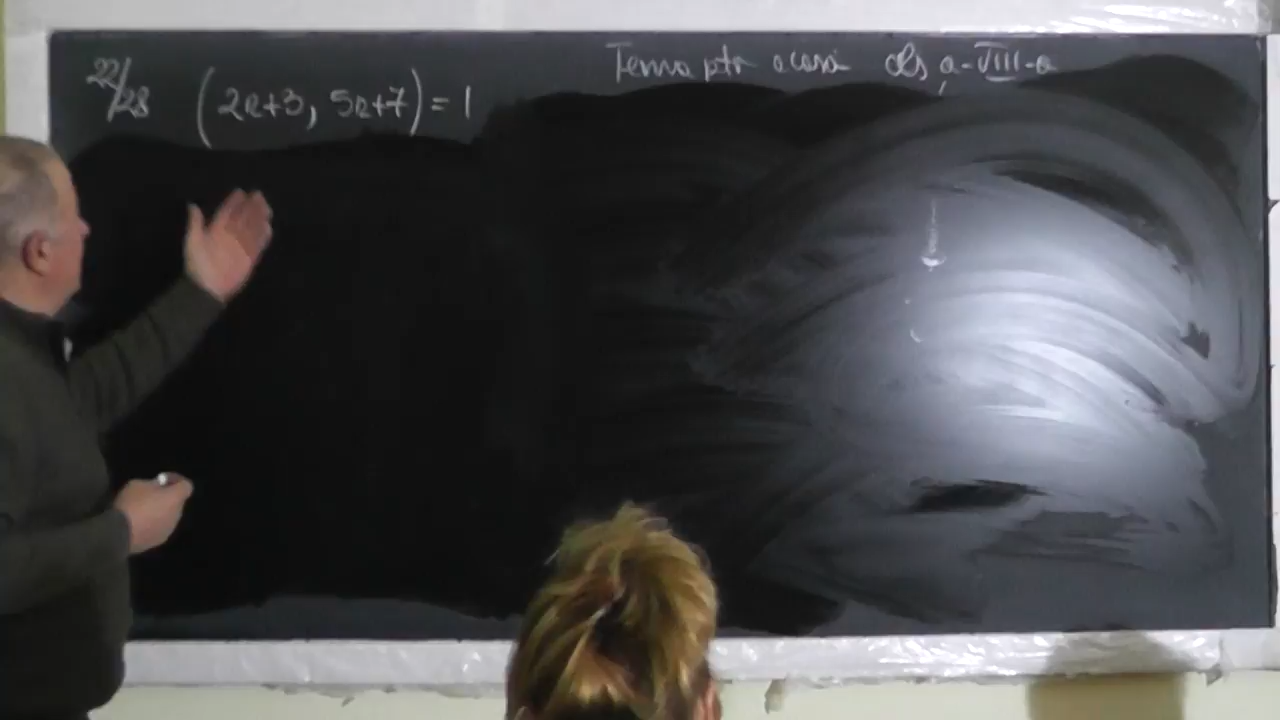 22/28 (2n+3, 5n+7) = 1
Tema ptr acasă cls a-VIII-a